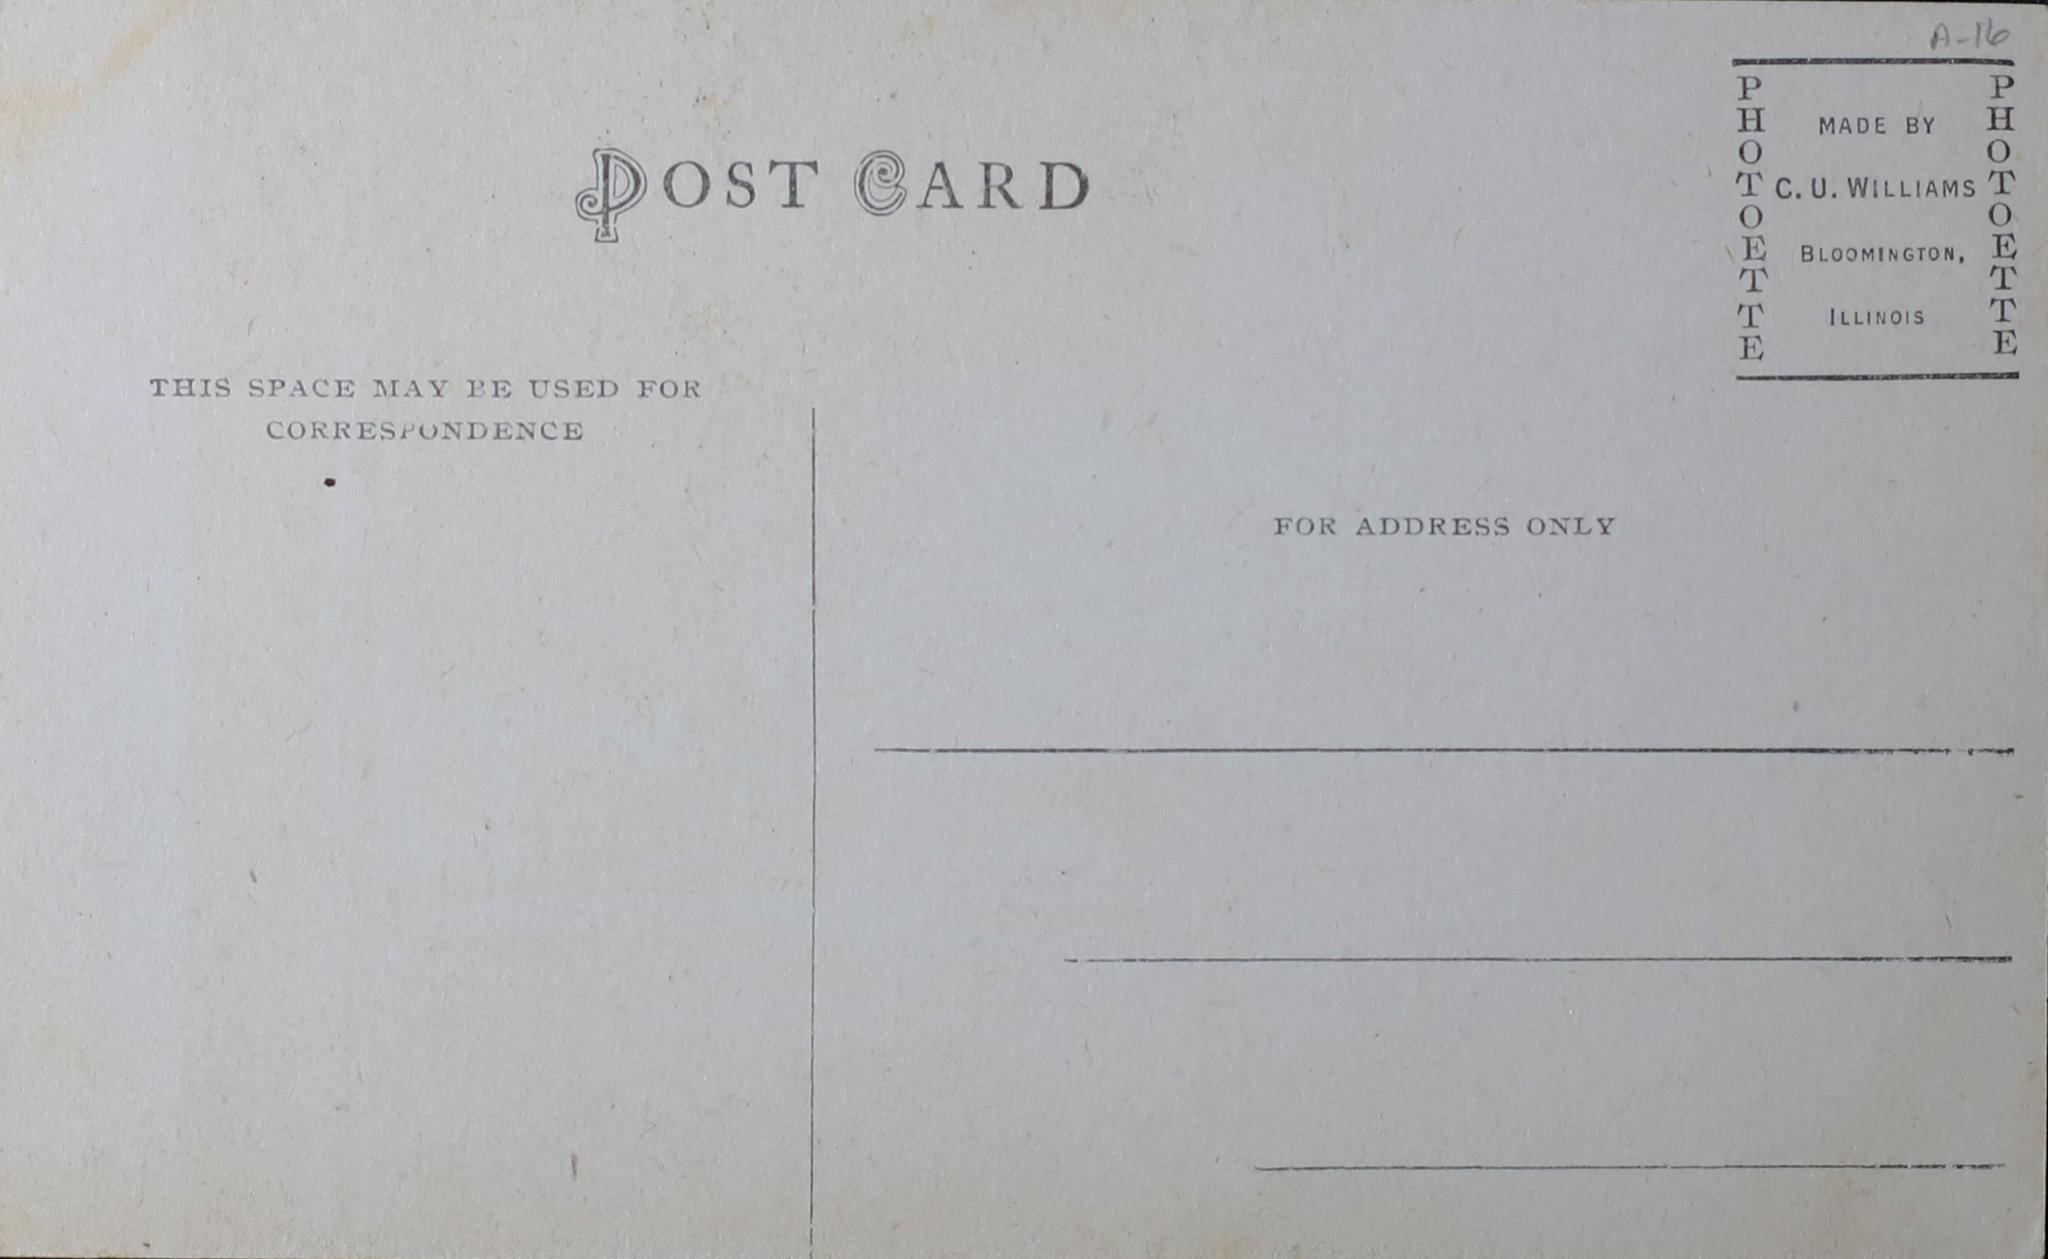 A-16
POST CARD
PHOTOETTE
MADE BY
C. U. WILLIAMS
BLOOMINGTON,
ILLINOIS
PHOTOETTE
THIS SPACE MAY BE USED FOR
CORRESPONDENCE
FOR ADDRESS ONLY